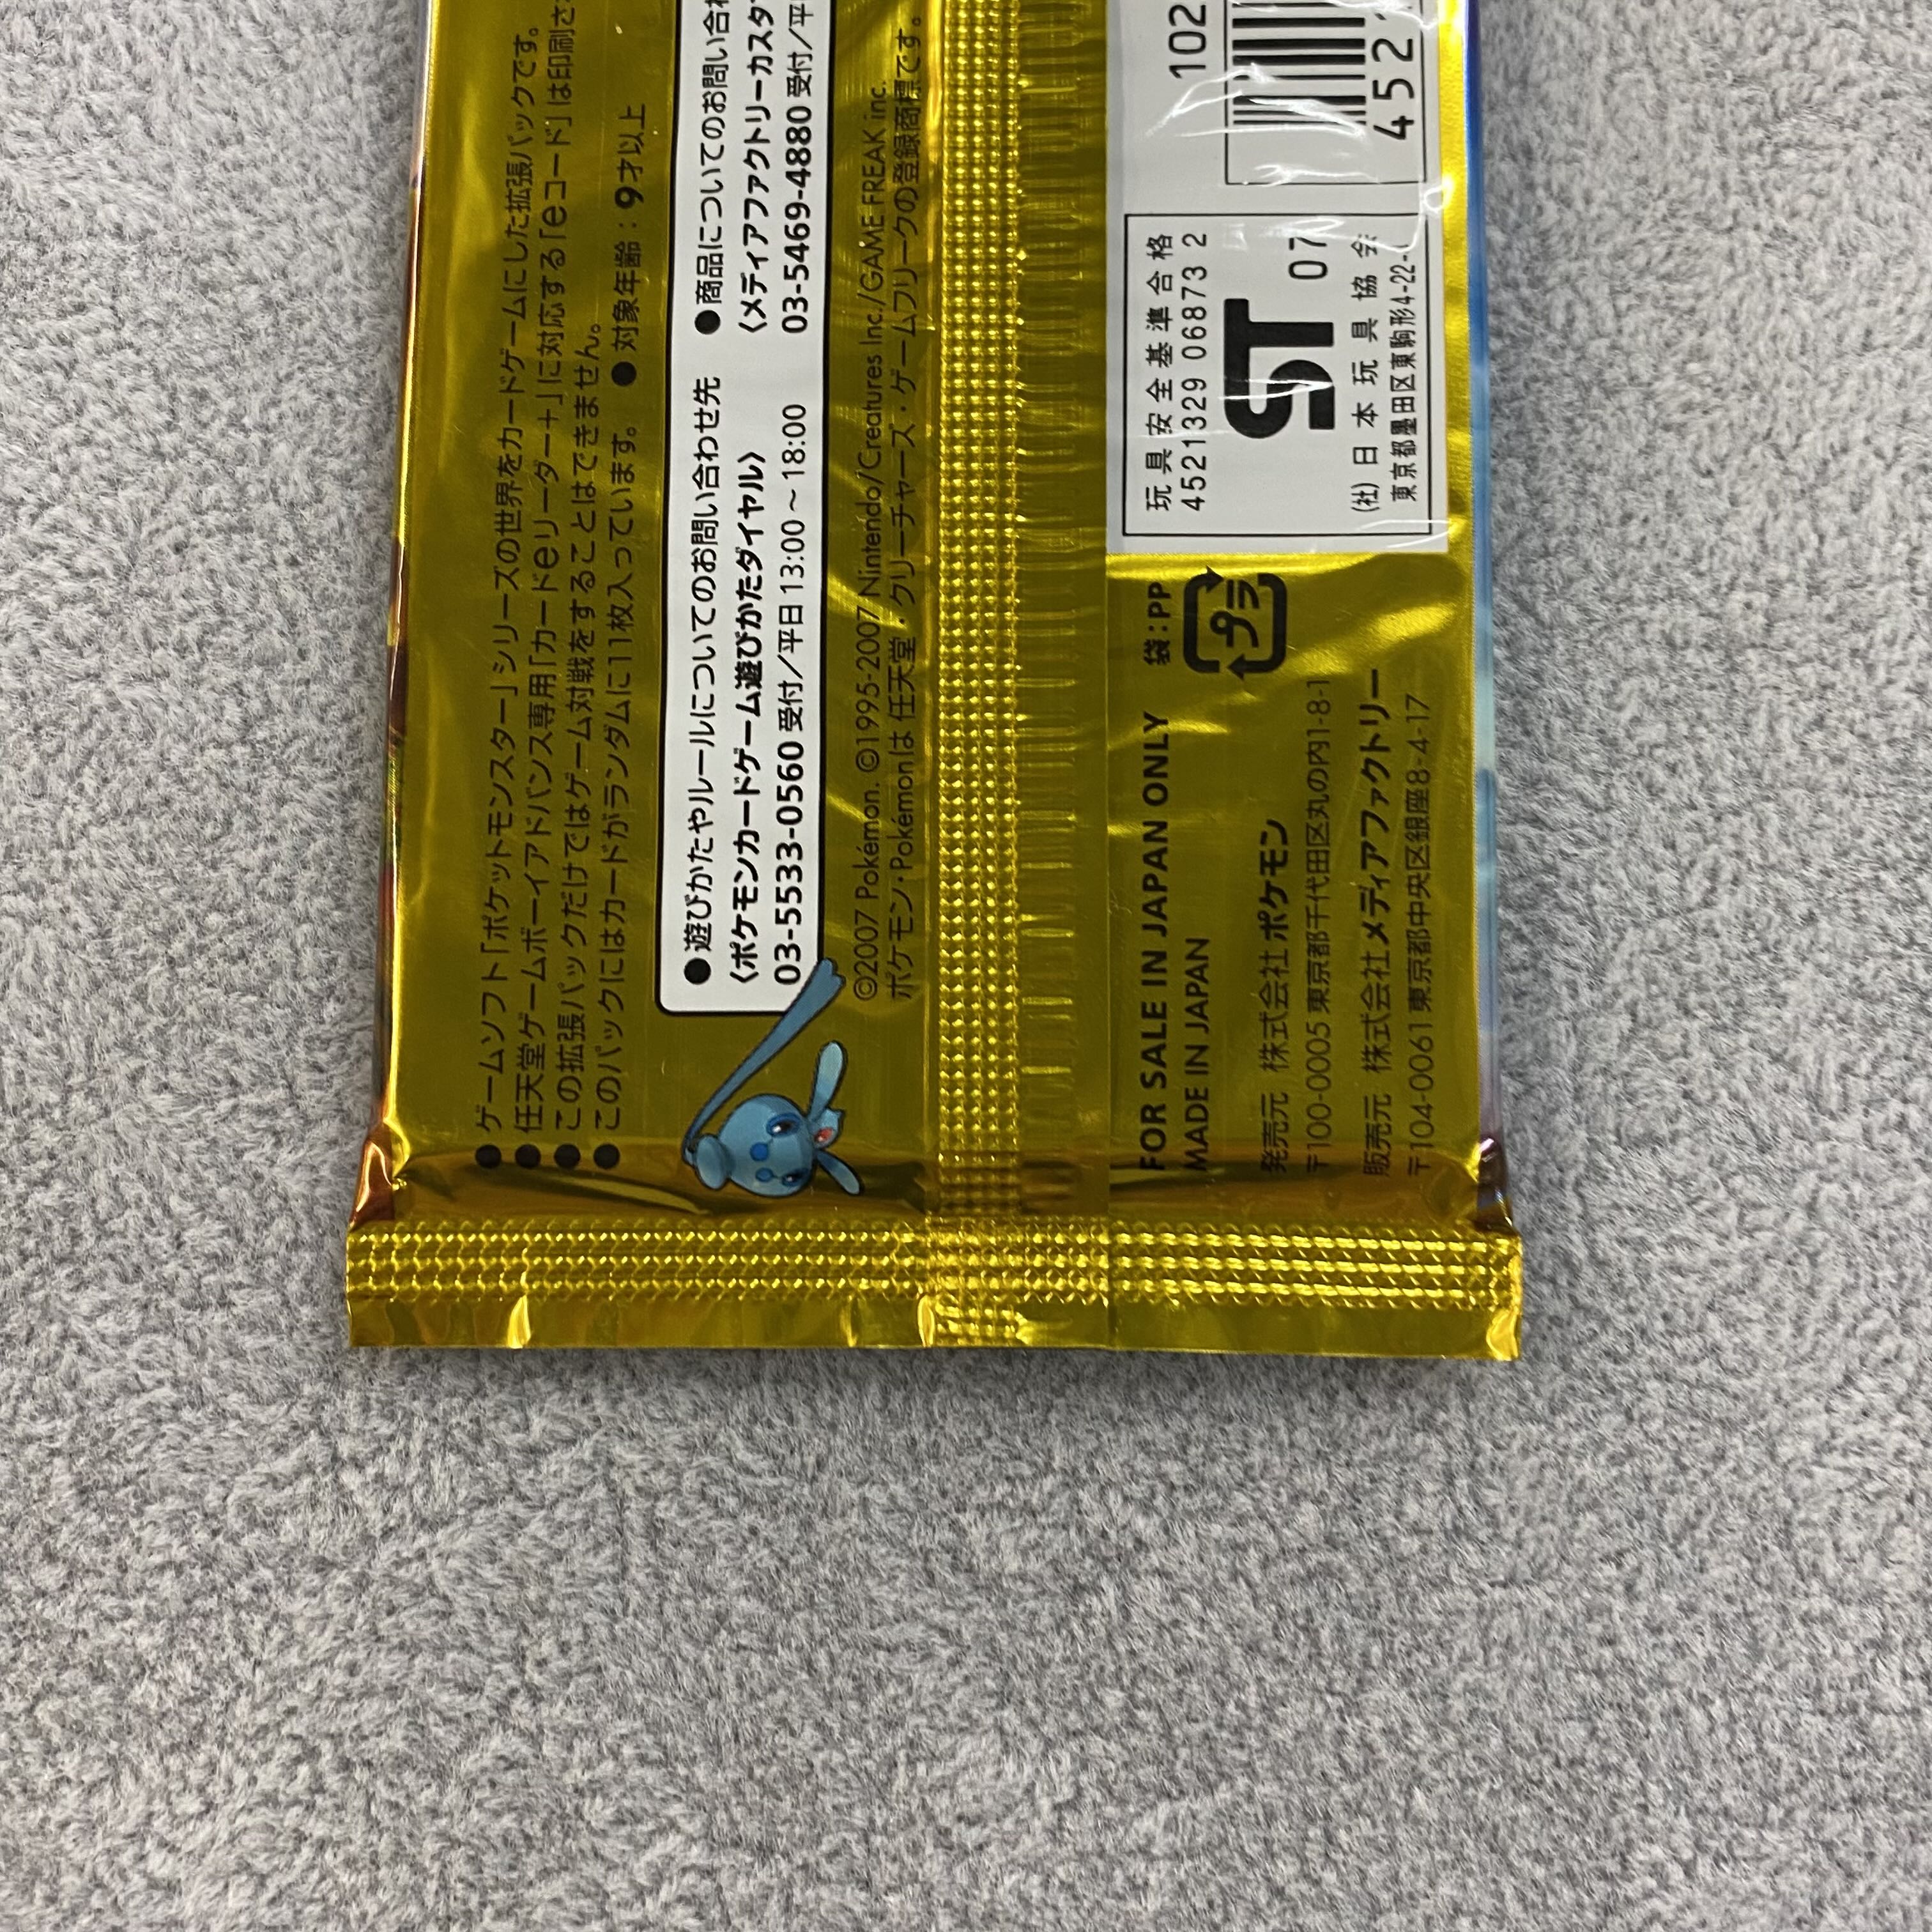 ●ゲームソフト「ポケットモンスター」シリーズの世界をカードゲームにした拡張パックです。
●任天堂ゲームボーイアドバンス専用「カードeリーダー+」に対応する「eコード」は印刷さ
●この拡張パックだけではゲーム対戦をすることはできません。
●このパックにはカードがランダムに11枚入っています。 ●対象年齢:9才以上
●遊びかたやルールについてのお問い合わせ先
〈ポケモンカードゲーム遊びかたダイヤル〉
03-5533-0560 受付/平日13:00~18:00
●商品についてのお問い合わ
〈メディアファクトリーカスタ
03-5469-4880 受付/平
©2007 Pokémon. ©1995-2007 Nintendo/Creatures Inc./GAME FREAK inc.
ポケモン・Pokémonは任天堂・クリーチャーズ・ゲームフリークの登録商標です。
FOR SALE IN JAPAN ONLY
MADE IN JAPAN
袋:PP
プラ
発売元 株式会社ポケモン
〒100-0005 東京都千代田区丸の内1-8-1
販売元 株式会社メディアファクトリー
〒104-0061 東京都中央区銀座8-4-17
玩具安全基準合格
45213329 06873 2
ST 07
(社)日本玩具協会
東京都墨田区東駒形4-22-
102
4521